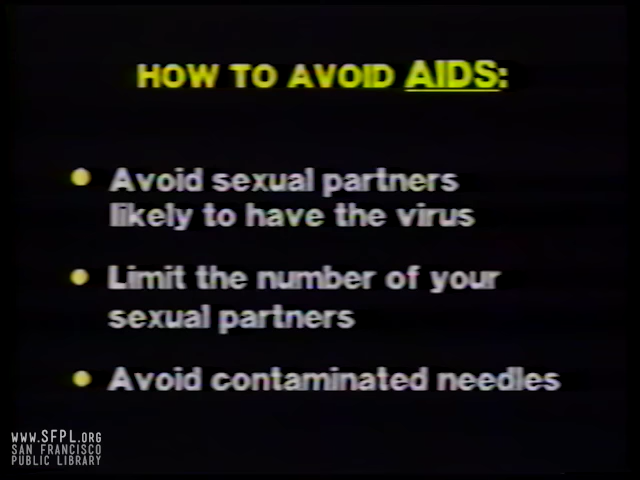 HOW TO AVOID AIDS:
• Avoid sexual partners
likely to have the virus
• Limit the number of your
sexual partners
• Avoid contaminated needles
WWW.SFPL.ORG
SAN FRANCISCO
PUBLIC LIBRARY